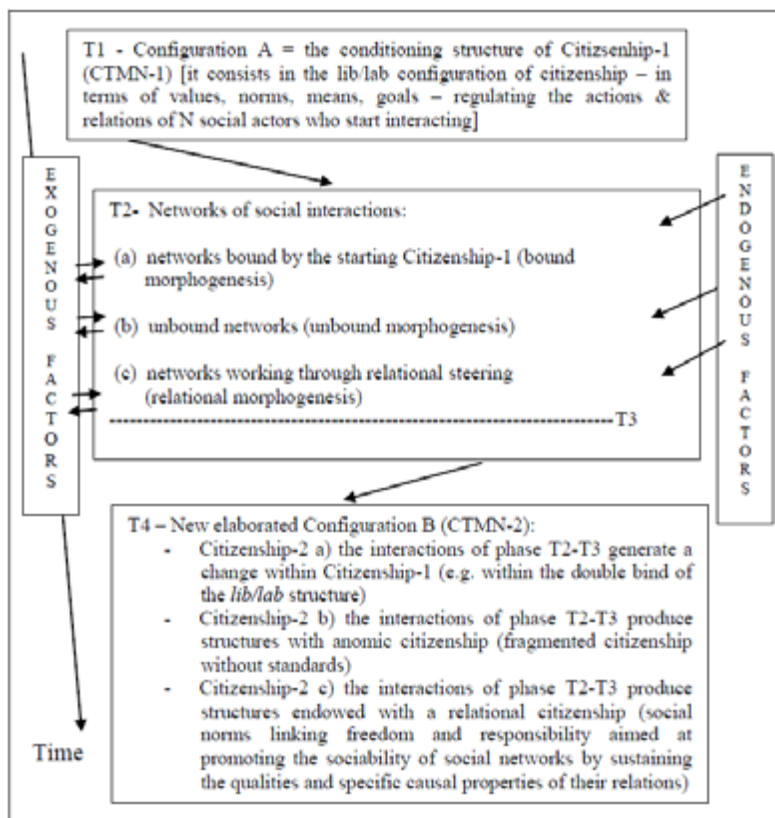 T1 - Configuration A = the conditioning structure of Citizsenhip-1
(CTMN-1) [it consists in the lib/lab configuration of citizenship – in
terms of values, norms, means, goals – regulating the actions &
relations of N social actors who start interacting]
EXOGENOUS FACTORS
ENDOGENOUS FACTORS
T2- Networks of social interactions:
(a) networks bound by the starting Citizenship-1 (bound
morphogenesis)
(b) unbound networks (unbound morphogenesis)
(c) networks working through relational steering
(relational morphogenesis)
---------------------------------------------------------------------------T3
T4 – New elaborated Configuration B (CTMN-2):
- Citizenship-2 a) the interactions of phase T2-T3 generate a
change within Citizenship-1 (e.g. within the double bind of
the lib/lab structure)
- Citizenship-2 b) the interactions of phase T2-T3 produce
structures with anomic citizenship (fragmented citizenship
without standards)
- Citizenship-2 c) the interactions of phase T2-T3 produce
structures endowed with a relational citizenship (social
norms linking freedom and responsibility aimed at
promoting the sociability of social networks by sustaining
the qualities and specific causal properties of their relations)
Time